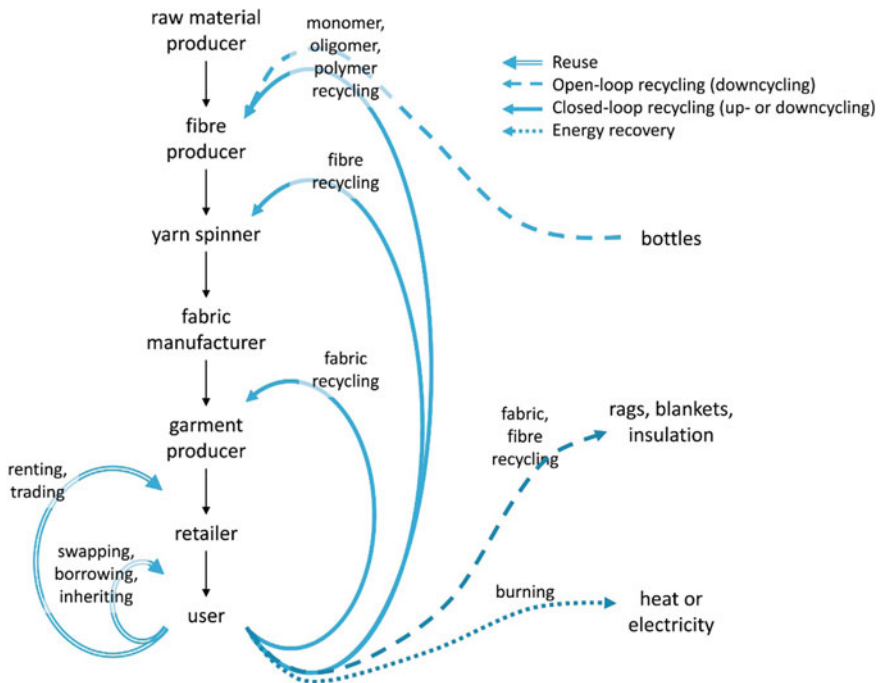 raw material
producer
monomer,
oligomer,
polymer
recycling
Reuse
Open-loop recycling (downcycling)
Closed-loop recycling (up- or downcycling)
Energy recovery
fibre
producer
fibre
recycling
yarn spinner
bottles
fabric
manufacturer
fabric
recycling
garment
producer
fabric,
fibre
recycling
rags, blankets,
insulation
renting,
trading
retailer
swapping,
borrowing,
inheriting
user
burning
heat or
electricity